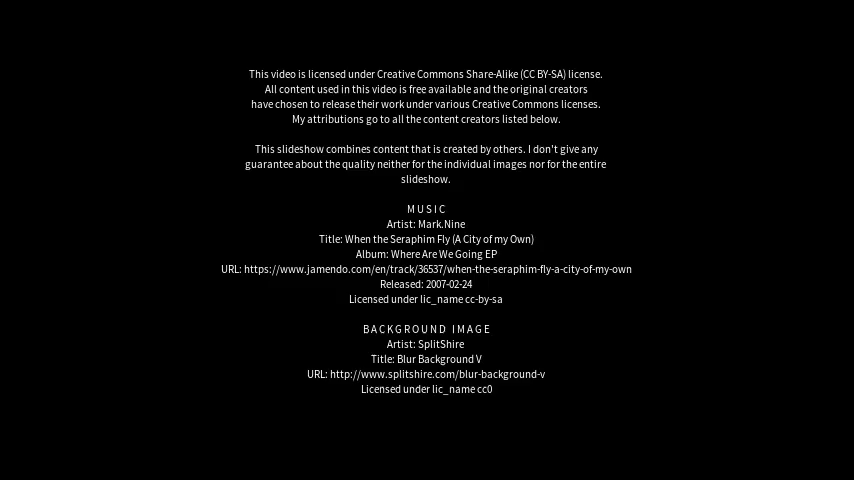 This video is licensed under Creative Commons Share-Alike (CC BY-SA) license.
All content used in this video is free available and the original creators
have chosen to release their work under various Creative Commons licenses.
My attributions go to all the content creators listed below.
This slideshow combines content that is created by others. I don't give any
guarantee about the quality neither for the individual images nor for the entire
slideshow.
MUSIC
Artist: Mark.Nine
Title: When the Seraphim Fly (A City of my Own)
Album: Where Are We Going EP
URL: https://www.jamendo.com/en/track/36537/when-the-seraphim-fly-a-city-of-my-own
Released: 2007-02-24
Licensed under lic_name cc-by-sa
BACKGROUND IMAGE
Artist: SplitShire
Title: Blur Background V
URL: http://www.splitshire.com/blur-background-v
Licensed under lic_name cc0